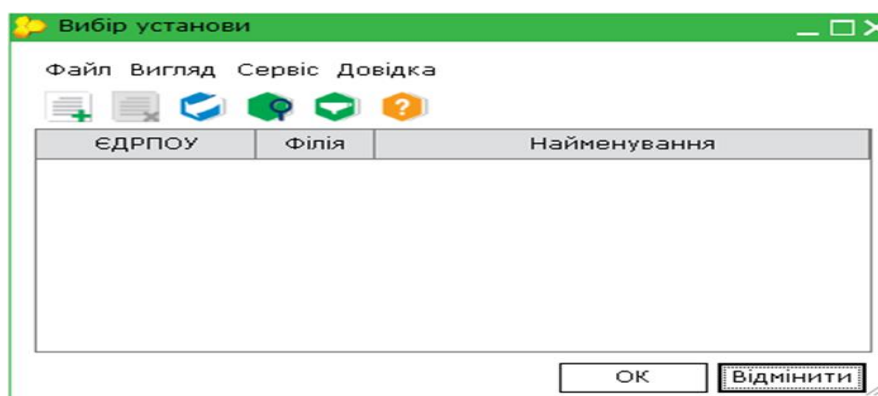 Вибір установи
Файл Вигляд Сервіс Довідка
ЄДРПОУ Філія Найменування
ОК Відмінити